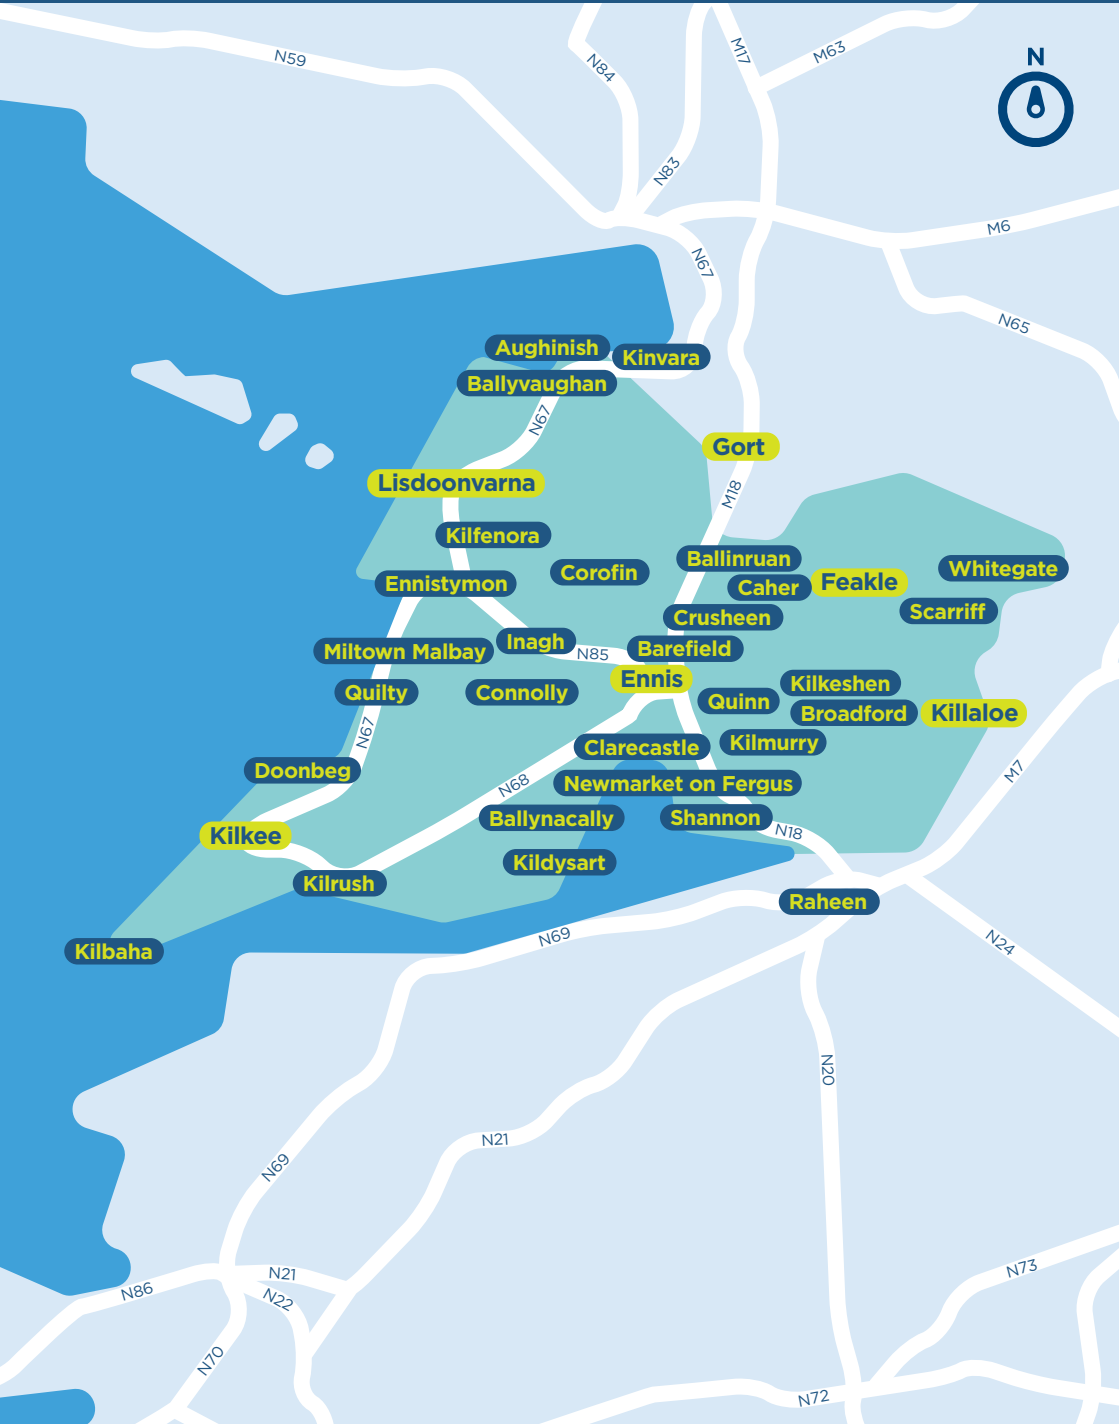 N
N59
N84
M17
M63
N83
M6
N67
N65
Aughinish
Kinvara
Ballyvaughan
N67
Gort
Lisdoonvarna
M18
Kilfenora
Ballinruan
Corofin
Whitegate
Ennistymon
Caher
Feakle
Scarriff
Crusheen
Inagh
Miltown Malbay
N85
Barefield
Ennis
Kilkeshen
Quilty
Connolly
Quinn
Broadford
Killaloe
N67
Clarecastle
Kilmurry
Doonbeg
M7
N68
Newmarket on Fergus
Ballynacally
Shannon
N18
Kilkee
Kildysart
Kilrush
Raheen
N69
N24
Kilbaha
N20
N21
N69
N73
N21
N86
N22
N70
N72